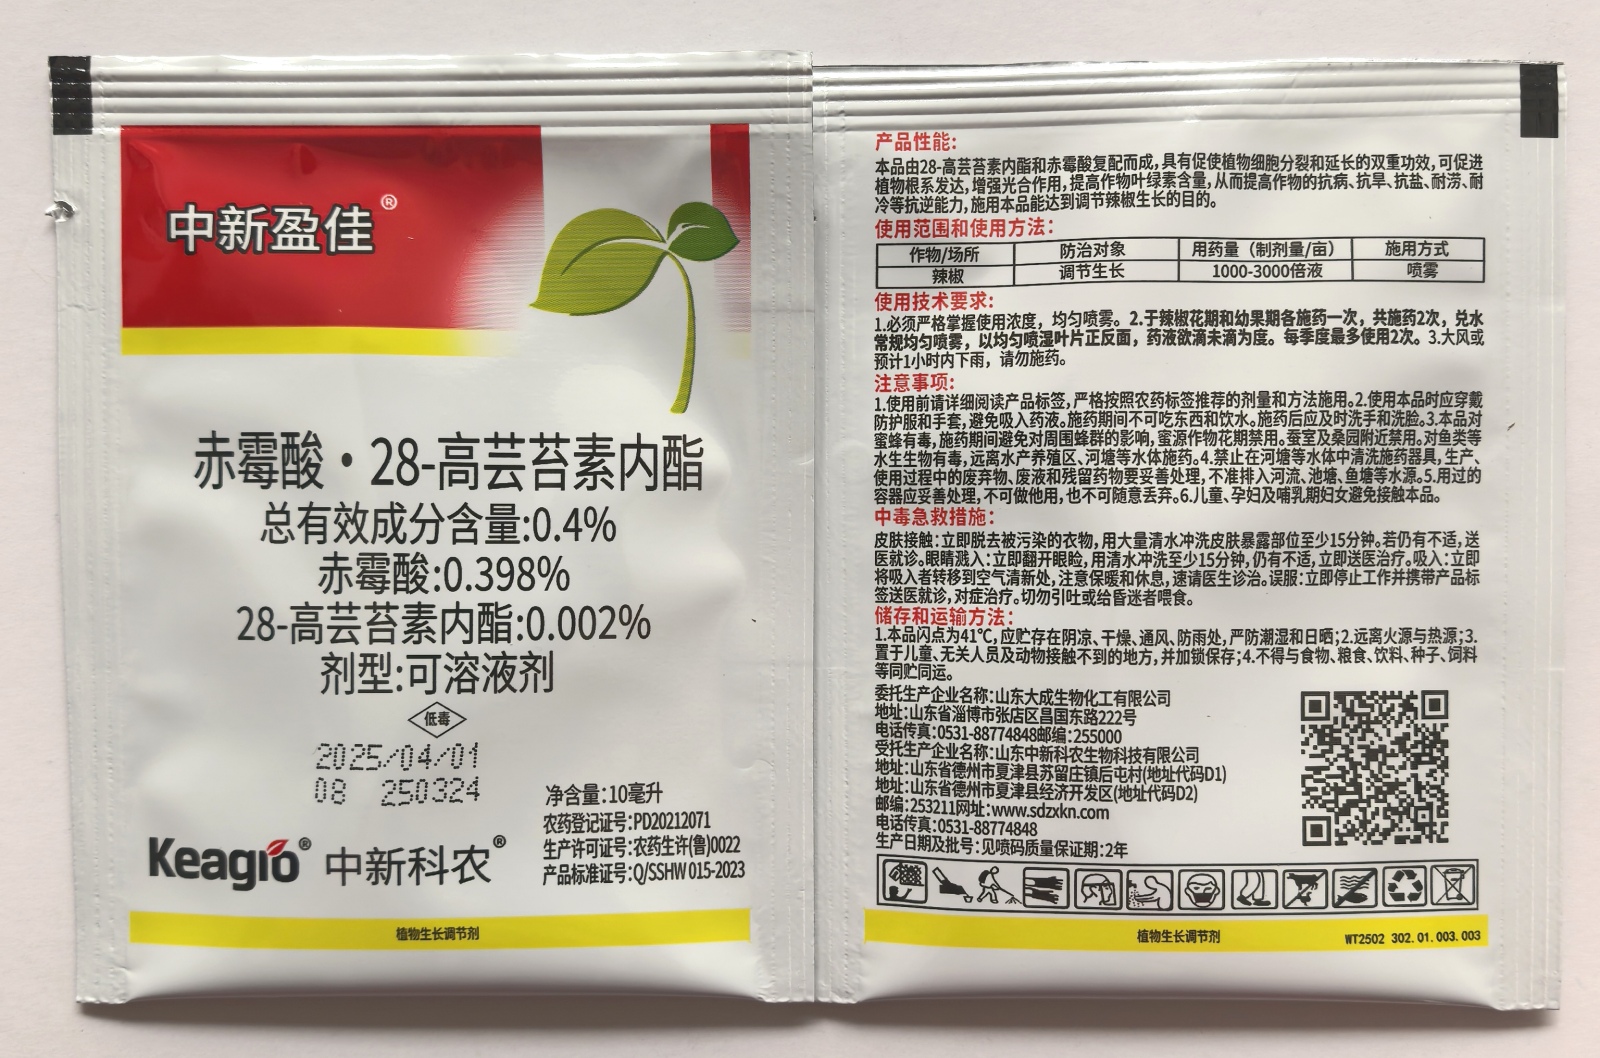 中新盈佳®
赤霉酸·28-高芸苔素内酯
总有效成分含量:0.4%
赤霉酸:0.398%
28-高芸苔素内酯:0.002%
剂型:可溶液剂
低毒
2025/04/01
08 250324
净含量:10毫升
农药登记证号:PD20212071
生产许可证号:农药生许(鲁)0022
产品标准证号:Q/SSHW 015-2023
Keagro® 中新科农®
植物生长调节剂
产品性能:
本品由28-高芸苔素内酯和赤霉酸复配而成,具有促使植物细胞分裂和延长的双重功效,可促进
植物根系发达,增强光合作用,提高作物叶绿素含量,从而提高作物的抗病、抗旱、抗盐、耐涝、耐
冷等抗逆能力,施用本品能达到调节辣椒生长的目的。
使用范围和使用方法:
作物/场所 防治对象 用药量（制剂量/亩） 施用方式
辣椒 调节生长 1000-3000倍液 喷雾
使用技术要求:
1.必须严格掌握使用浓度，均匀喷雾。2.于辣椒花期和幼果期各施药一次，共施药2次，兑水
常规均匀喷雾，以均匀喷湿叶片正反面，药液欲滴未滴为度。每季度最多使用2次。3.大风或
预计1小时内下雨，请勿施药。
注意事项:
1.使用前请详细阅读产品标签,严格按照农药标签推荐的剂量和方法施用。2.使用本品时应穿戴
防护服和手套,避免吸入药液。施药期间不可吃东西和饮水。施药后应及时洗手和洗脸。3.本品对
蜜蜂有毒,施药期间避免对周围蜂群的影响,蜜源作物花期禁用。蚕室及桑园附近禁用。对鱼类等
水生生物有毒,远离水产养殖区、河塘等水体施药。4.禁止在河塘等水体中清洗施药器具,生产、
使用过程中的废弃物、废液和残留药物要妥善处理,不准排入河流、池塘、鱼塘等水源。5.用过的
容器应妥善处理,不可做他用,也不可随意丢弃。6.儿童、孕妇及哺乳期妇女避免接触本品。
中毒急救措施:
皮肤接触:立即脱去被污染的衣物,用大量清水冲洗皮肤暴露部位至少15分钟。若仍有不适,送
医就诊。眼睛溅入:立即翻开眼睑,用清水冲洗至少15分钟,仍有不适,立即送医治疗。吸入:立即
将吸入者转移到空气清新处,注意保暖和休息,速请医生诊治。误服:立即停止工作并携带产品标
签送医就诊,对症治疗。切勿引吐或给昏迷者喂食。
储存和运输方法:
1.本品闪点为41℃,应贮存在阴凉、干燥、通风、防雨处,严防潮湿和日晒;2.远离火源与热源;3.
置于儿童、无关人员及动物接触不到的地方,并加锁保存;4.不得与食物、粮食、饮料、种子、饲料
等同贮同运。
委托生产企业名称:山东大成生物化工有限公司
地址:山东省淄博市张店区昌国东路222号
电话传真:0531-88774848邮编:255000
受托生产企业名称:山东中新科农生物科技有限公司
地址:山东省德州市夏津县苏留庄镇后屯村(地址代码D1)
地址:山东省德州市夏津县经济开发区(地址代码D2)
邮编:253211网址:www.sdzxkn.com
电话传真:0531-88774848
生产日期及批号:见喷码质量保证期:2年
植物生长调节剂
WT2502 302.01.003.003